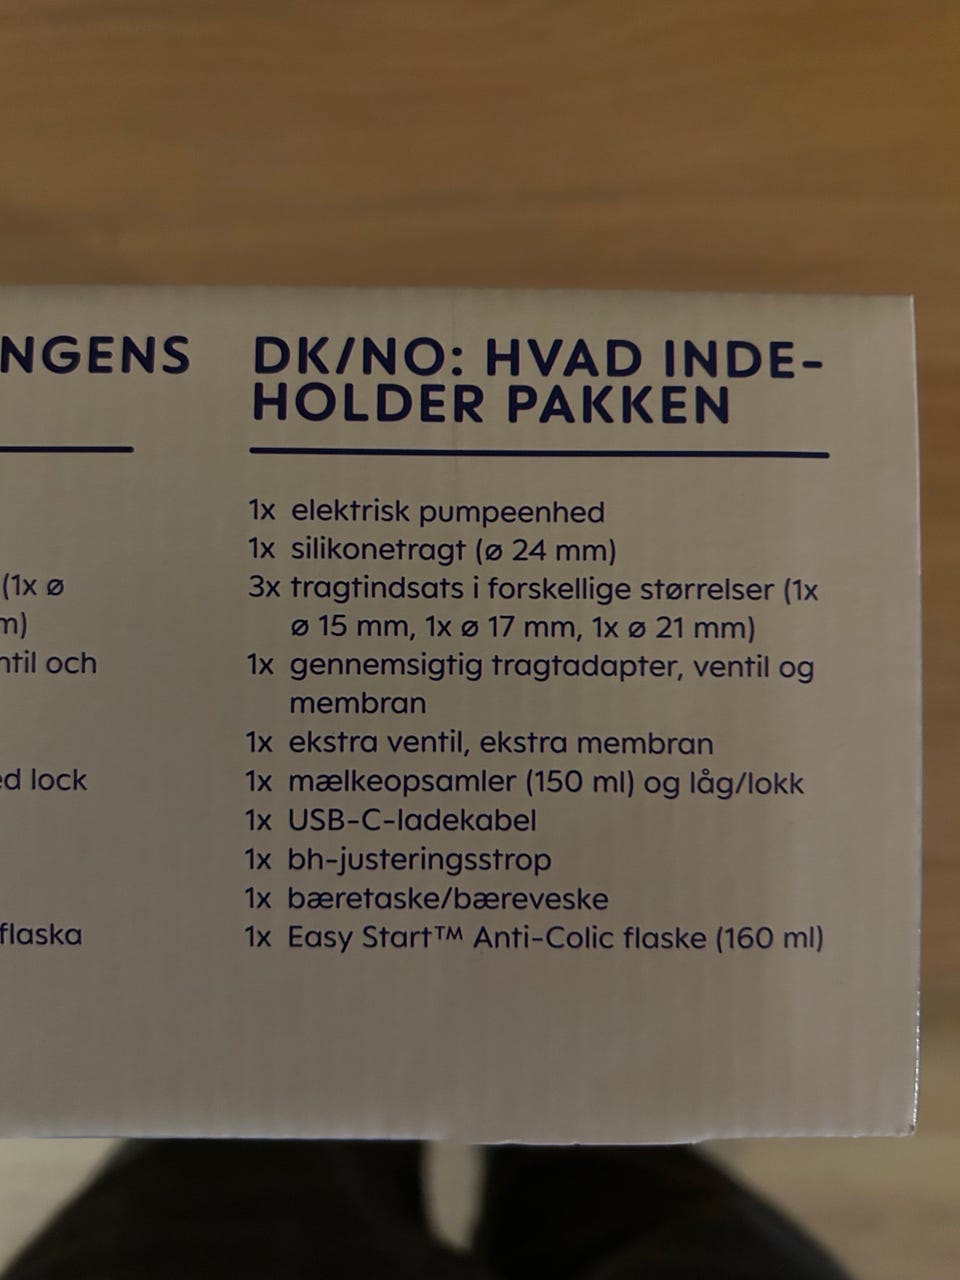 NGENS
(1x ø
m)
ntil och
ed lock
flaska
DK/NO: HVAD INDE-
HOLDER PAKKEN
1x elektrisk pumpeenhed
1x silikonetragt (ø 24 mm)
3x tragtindsats i forskellige størrelser (1x
ø 15 mm, 1x ø 17 mm, 1x ø 21 mm)
1x gennemsigtig tragtadapter, ventil og
membran
1x ekstra ventil, ekstra membran
1x mælkeopsamler (150 ml) og låg/lokk
1x USB-C-ladekabel
1x bh-justeringsstrop
1x bæretaske/bæreveske
1x Easy Start™ Anti-Colic flaske (160 ml)